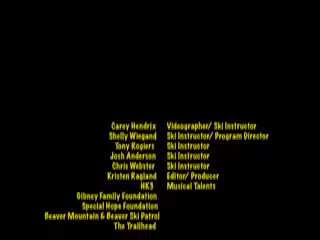 Carey Hendrix Videographer/ Ski Instructor
Shelly Wiegand Ski Instructor/ Program Director
Tony Rogiers Ski Instructor
Josh Anderson Ski Instructor
Chris Webster Ski Instructor
Kristen Ragland Editor/ Producer
HK3 Musical Talents
Gibney Family Foundation
Special Hope Foundation
Beaver Mountain & Beaver Ski Patrol
The Trailhead